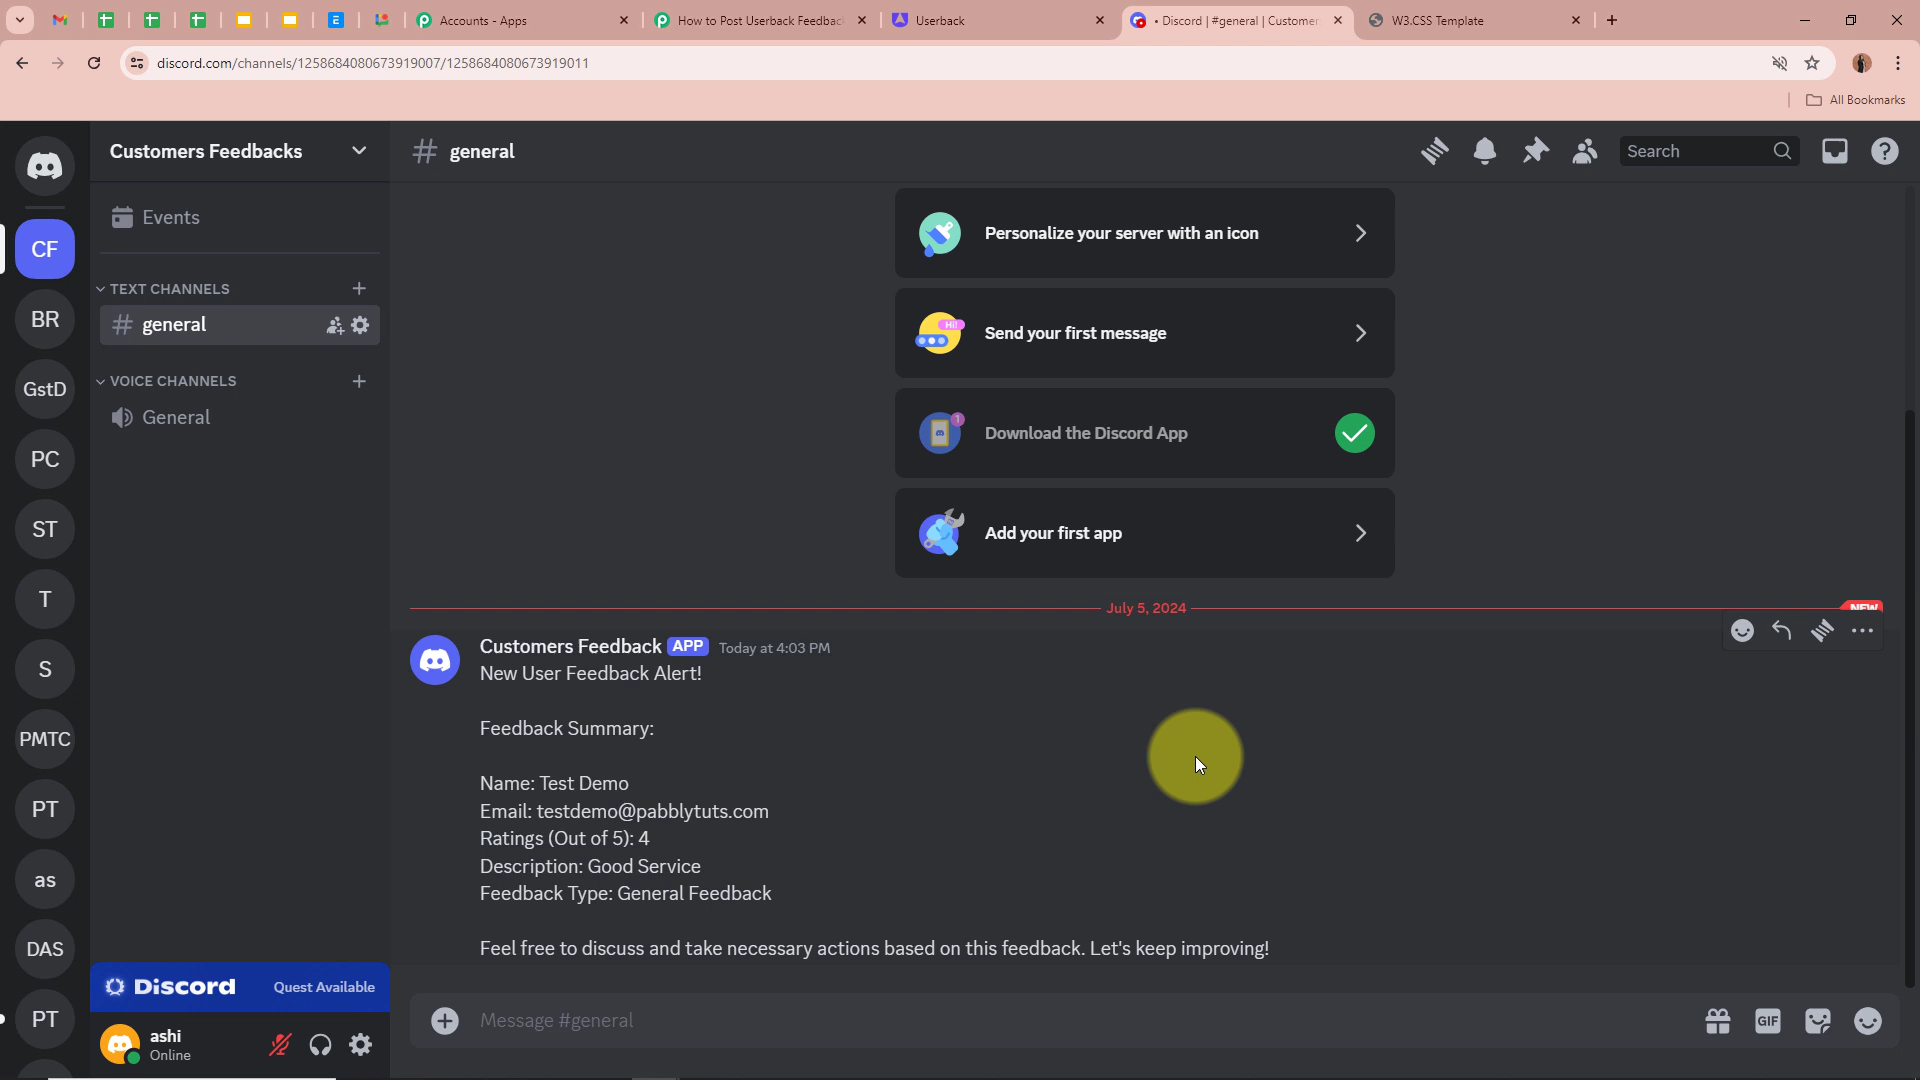 Accounts - Apps
How to Post Userback Feedbac
Userback
• Discord | #general | Customer
W3.CSS Template
discord.com/channels/1258684080673919007/1258684080673919011
All Bookmarks
Customers Feedbacks
general
Search
Events
CF
TEXT CHANNELS
general
BR
GstD
VOICE CHANNELS
General
PC
ST
T
S
PMTC
PT
as
DAS
PT
Personalize your server with an icon
Hi!
Send your first message
1
Download the Discord App
Add your first app
July 5, 2024
NEW
Customers Feedback APP Today at 4:03 PM
New User Feedback Alert!
Feedback Summary:
Name: Test Demo
Email: testdemo@pabblytuts.com
Ratings (Out of 5): 4
Description: Good Service
Feedback Type: General Feedback
Feel free to discuss and take necessary actions based on this feedback. Let's keep improving!
Discord Quest Available
ashi
Online
Message #general
GIF